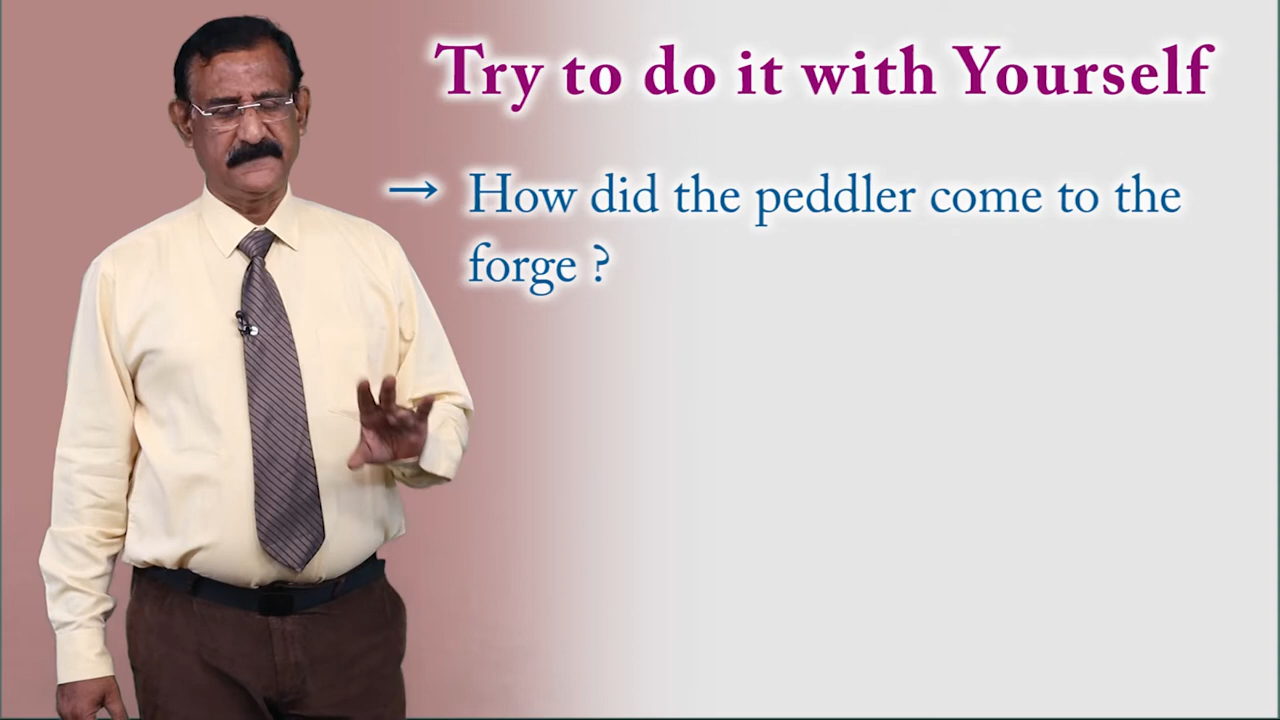 Try to do it with Yourself
→ How did the peddler come to the
forge ?